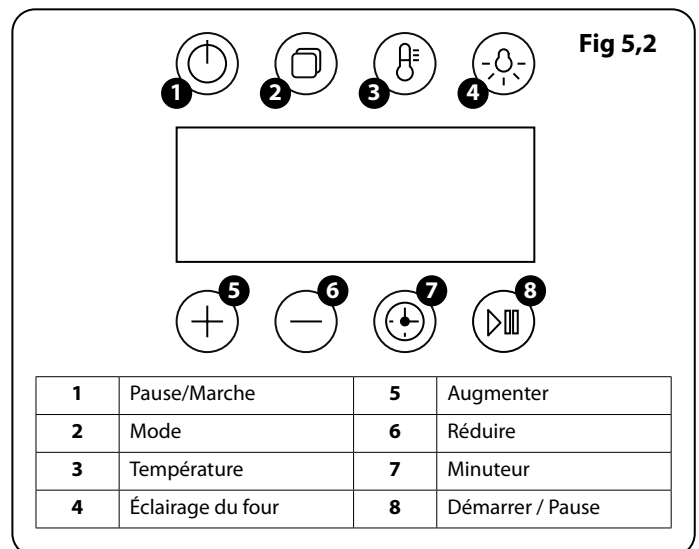 Fig 5,2
1 2 3 4
5 6 7 8
1 Pause/Marche 5 Augmenter
2 Mode 6 Réduire
3 Température 7 Minuteur
4 Éclairage du four 8 Démarrer / Pause